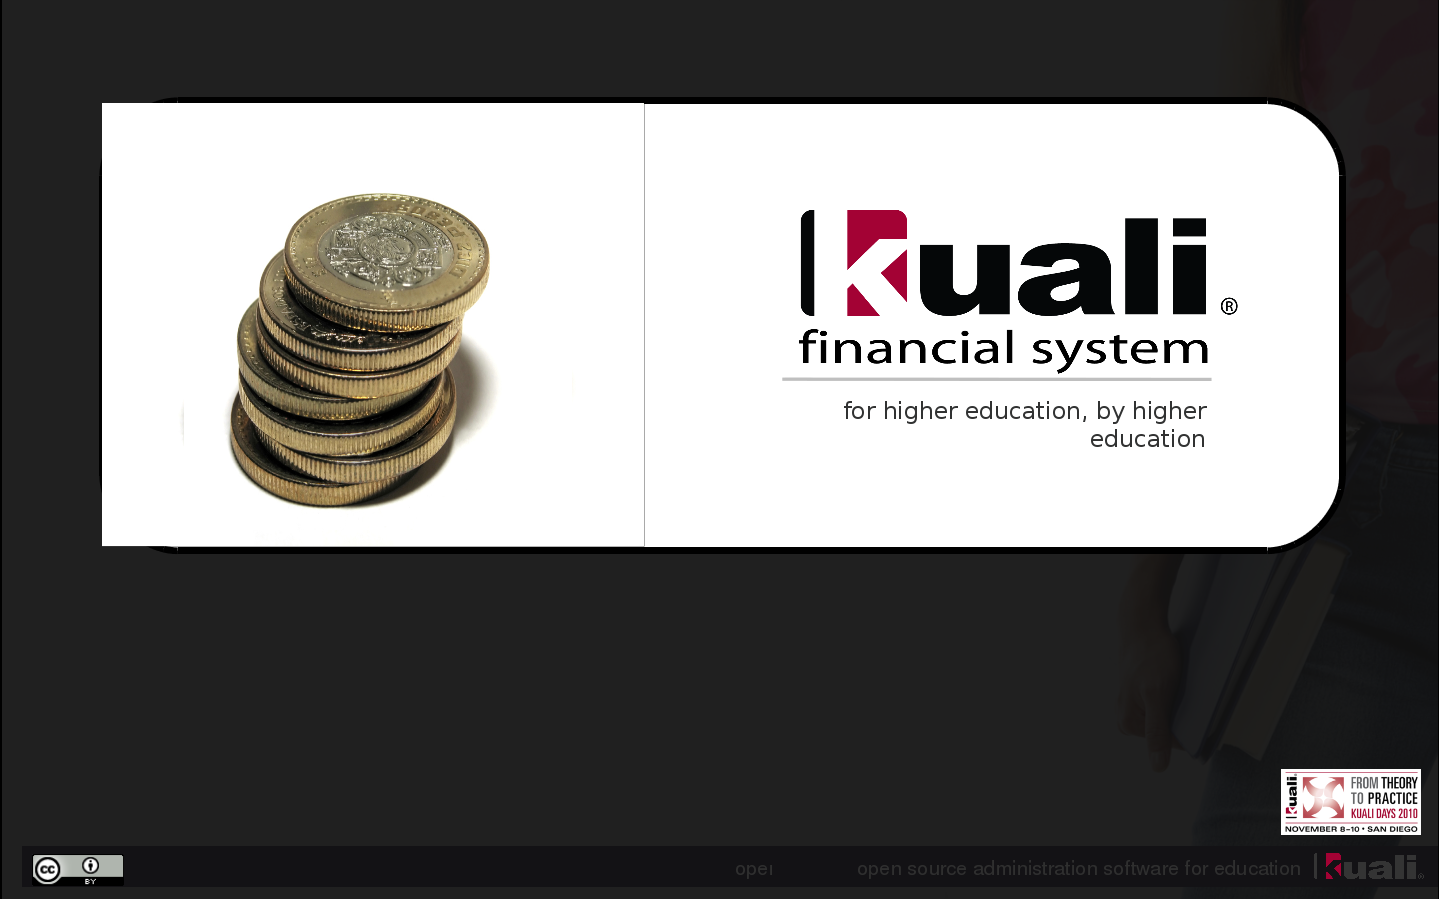 kuali®
financial system
for higher education, by higher
education
kuali
FROM THEORY
TO PRACTICE
KUALI DAYS 2010
NOVEMBER 8-10 • SAN DIEGO
cc
BY
open source administration software for education
kuali®